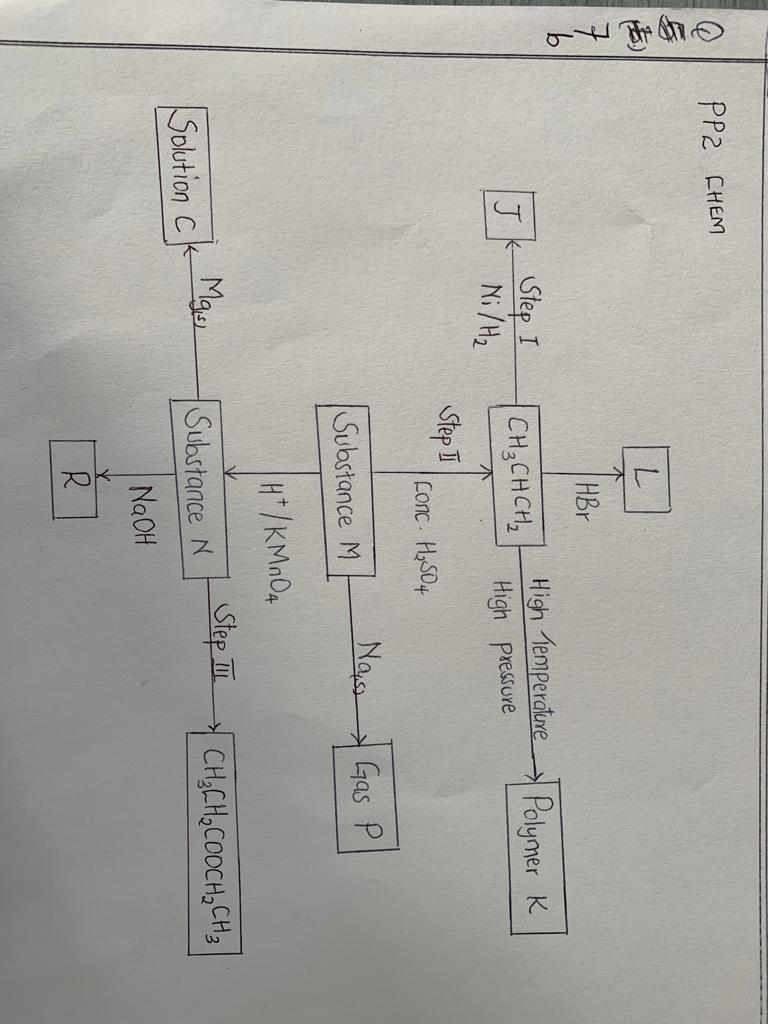 PP2 CHEM
7
b
L
HBr
J
Step I
Ni/H2
CH3CHCH2
High Temperature
High pressure
Polymer K
Step II
Conc. H2SO4
Substance M
Na(s)
Gas P
H+/KMnO4
Solution C
Mg(s)
Substance N
Step III
CH3CH2COOCH2CH3
NaOH
R